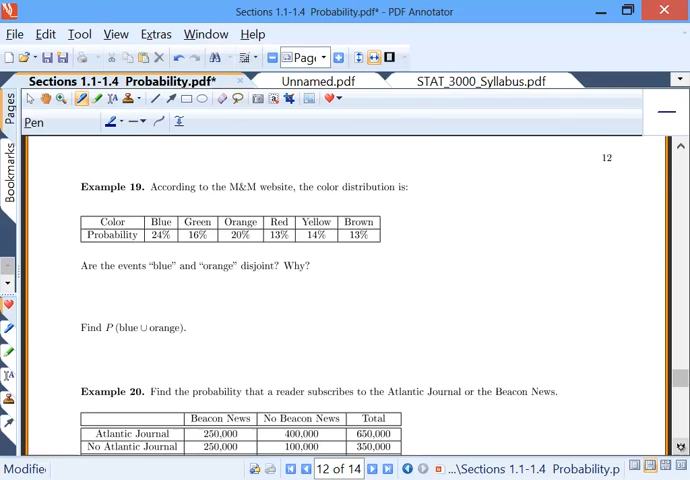 Sections 1.1-1.4 Probability.pdf* - PDF Annotator
File Edit Tool View Extras Window Help
Page
Sections 1.1-1.4 Probability.pdf* Unnamed.pdf STAT_3000_Syllabus.pdf
Pages
Bookmarks
Pen
12
Example 19. According to the M&M website, the color distribution is:
Color Blue Green Orange Red Yellow Brown
Probability 24% 16% 20% 13% 14% 13%
Are the events “blue” and “orange” disjoint? Why?
Find P (blue ∪ orange).
Example 20. Find the probability that a reader subscribes to the Atlantic Journal or the Beacon News.
Beacon News No Beacon News Total
Atlantic Journal 250,000 400,000 650,000
No Atlantic Journal 250,000 100,000 350,000
Modifie 12 of 14 ...\Sections 1.1-1.4 Probability.p